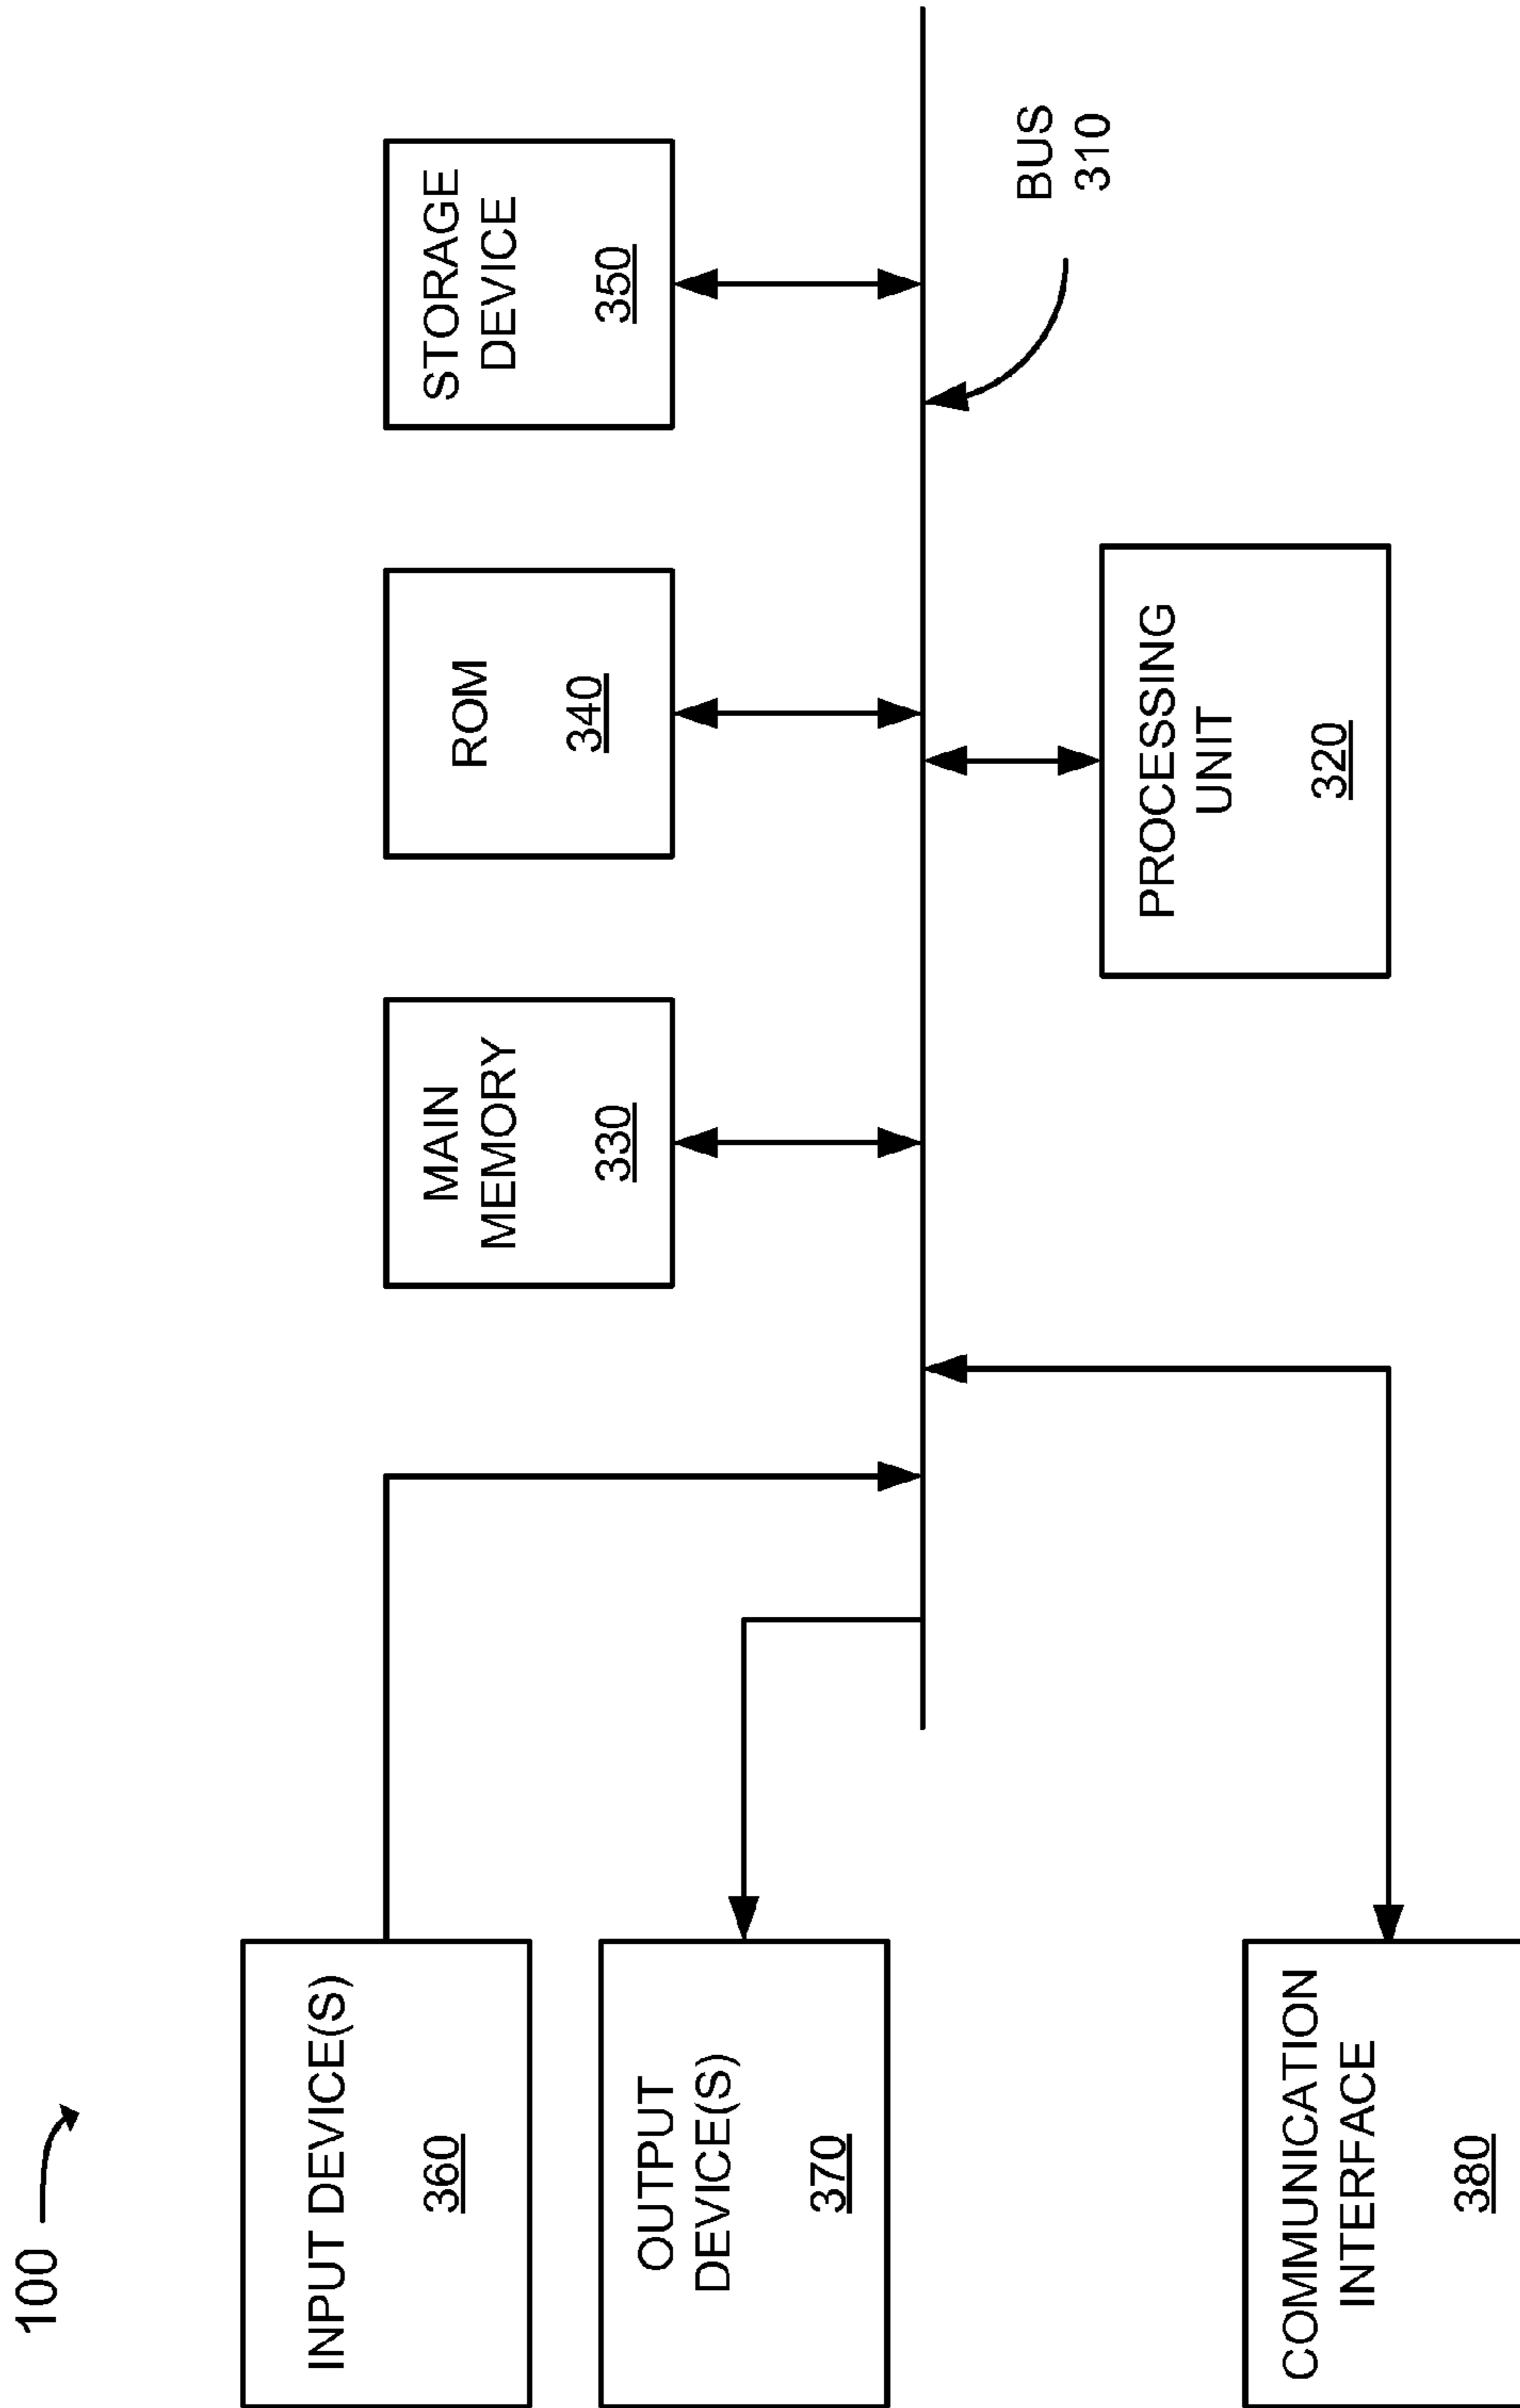 100
INPUT DEVICE(S)
360
OUTPUT
DEVICE(S)
370
COMMUNICATION
INTERFACE
380
MAIN
MEMORY
330
ROM
340
STORAGE
DEVICE
350
BUS
310
PROCESSING
UNIT
320